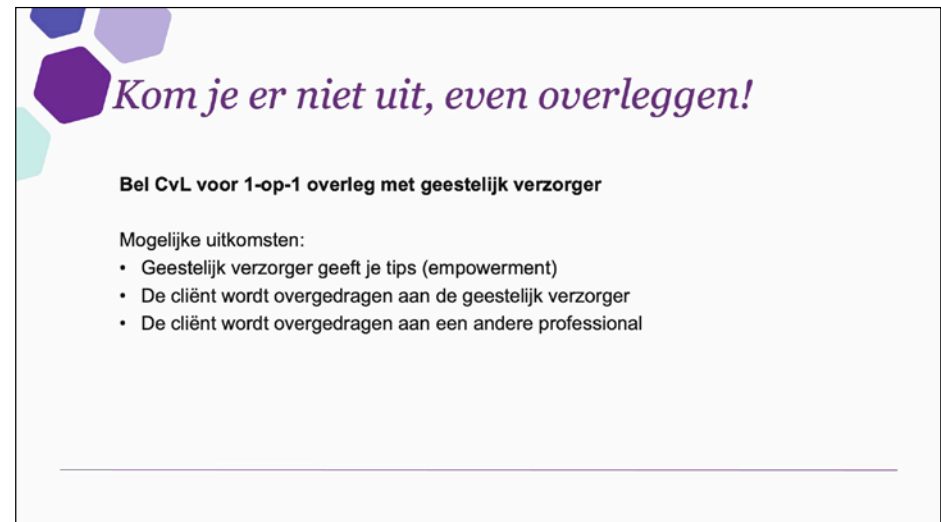 Kom je er niet uit, even overleggen!
Bel CvL voor 1-op-1 overleg met geestelijk verzorger
Mogelijke uitkomsten:
• Geestelijk verzorger geeft je tips (empowerment)
• De cliënt wordt overgedragen aan de geestelijk verzorger
• De cliënt wordt overgedragen aan een andere professional